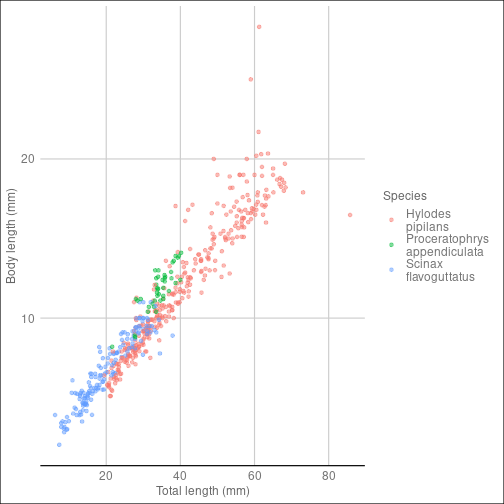 20
10
20
40
60
80
Total length (mm)
Body length (mm)
Species
Hylodes
pipilans
Proceratophrys
appendiculata
Scinax
flavoguttatus